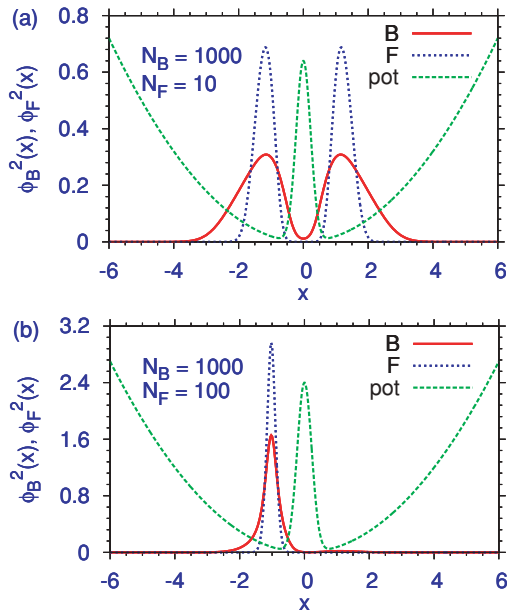 (a)
0.8
0.6
0.4
0.2
0
ϕB²(x), ϕF²(x)
NB = 1000
NF = 10
B
F
pot
-6 -4 -2 0 2 4 6
x
(b)
3.2
2.4
1.6
0.8
0
ϕB²(x), ϕF²(x)
NB = 1000
NF = 100
B
F
pot
-6 -4 -2 0 2 4 6
x